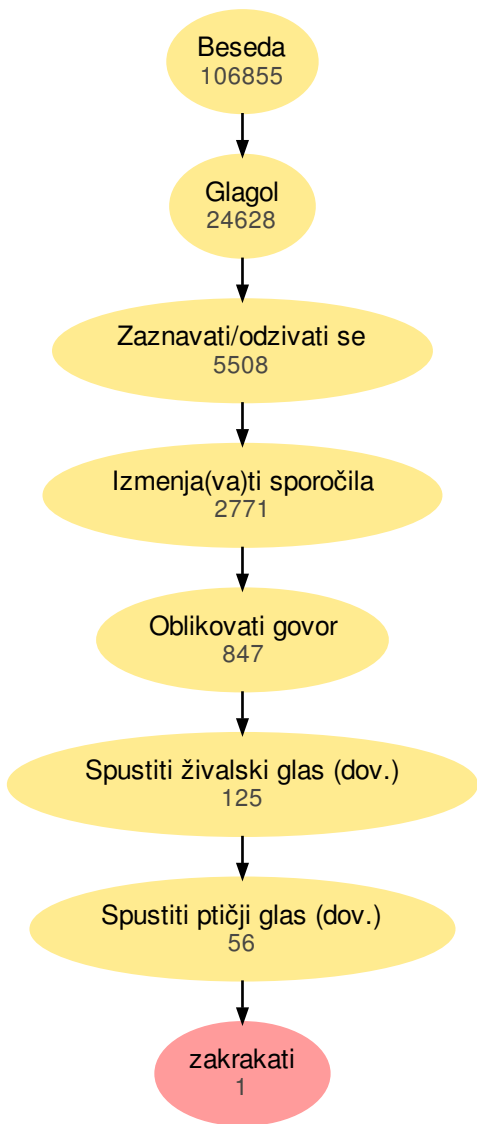 Beseda
106855
Glagol
24628
Zaznavati/odzivati se
5508
Izmenja(va)ti sporočila
2771
Oblikovati govor
847
Spustiti živalski glas (dov.)
125
Spustiti ptičji glas (dov.)
56
zakrakati
1